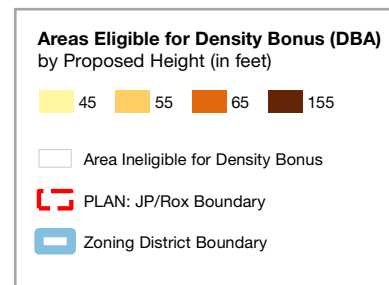 Areas Eligible for Density Bonus (DBA)
by Proposed Height (in feet)
45 55 65 155
Area Ineligible for Density Bonus
PLAN: JP/Rox Boundary
Zoning District Boundary